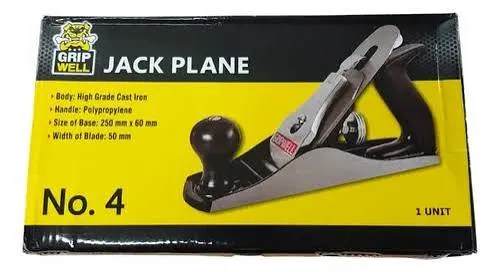 GRIP
WELL
JACK PLANE
• Body: High Grade Cast Iron
• Handle: Polypropylene
• Size of Base: 250 mm x 60 mm
• Width of Blade: 50 mm
GRIPWELL
No. 4
1 UNIT